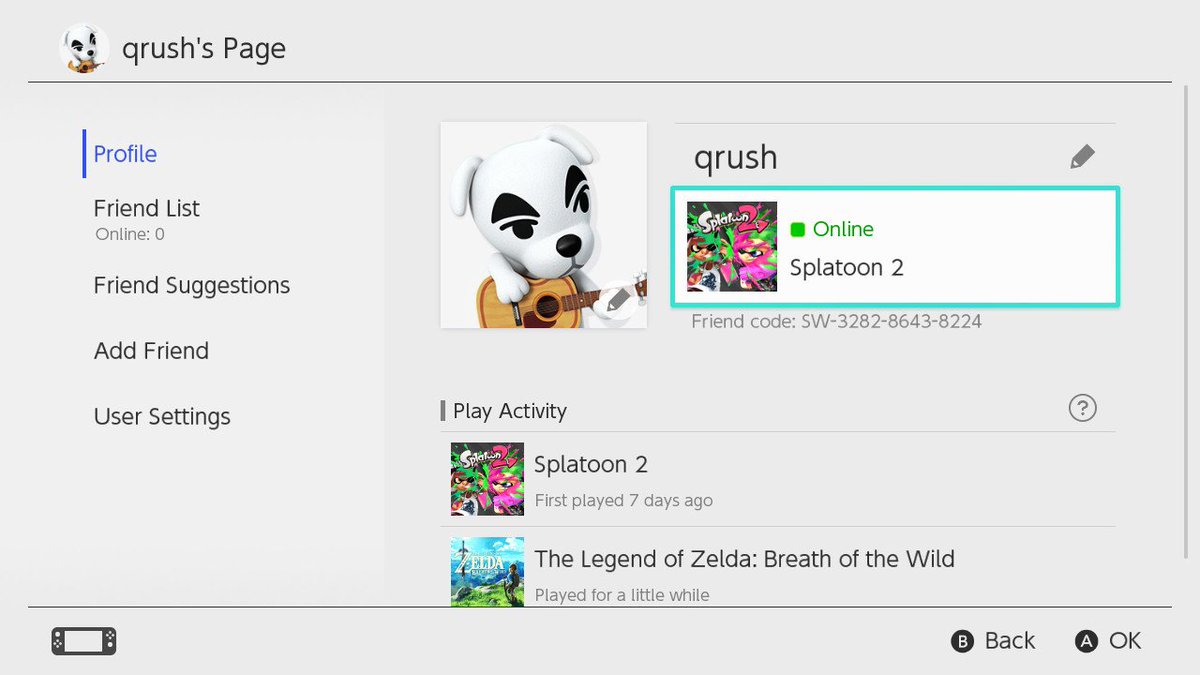 qrush's Page
Profile
Friend List
Online: 0
Friend Suggestions
Add Friend
User Settings
qrush
Splatoon 2
Online
Splatoon 2
Friend code: SW-3282-8643-8224
Play Activity
?
Splatoon 2
Splatoon 2
First played 7 days ago
ZELDA
The Legend of Zelda: Breath of the Wild
Played for a little while
B Back
A OK